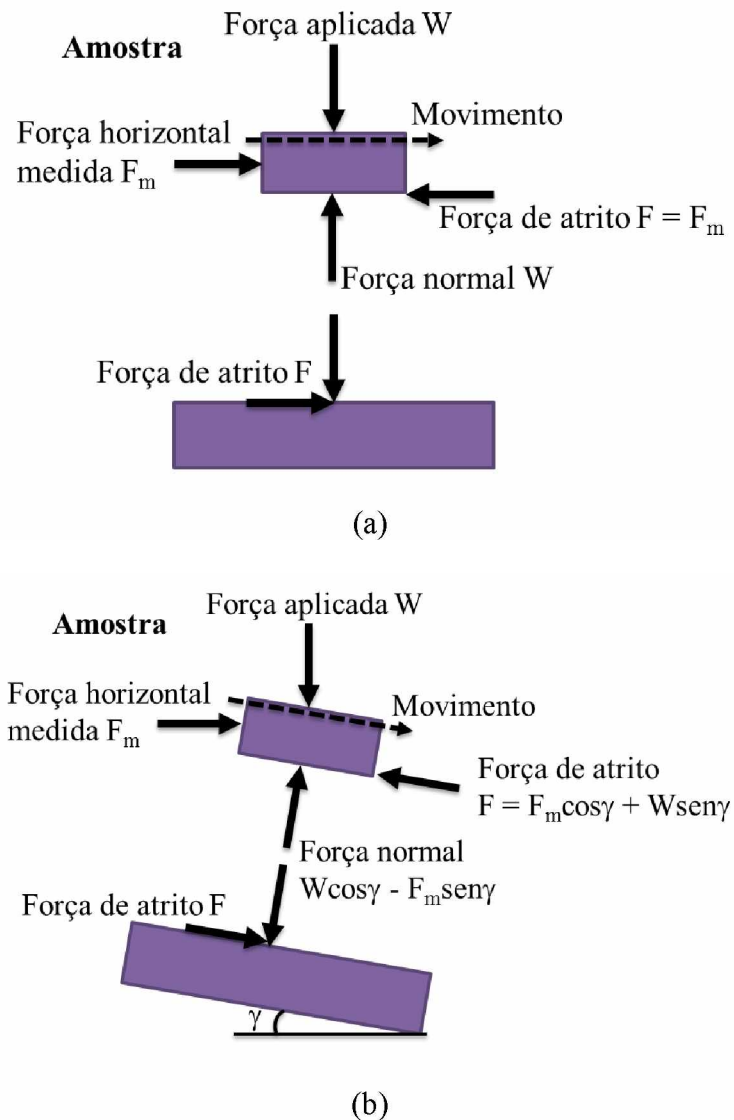 Força aplicada W
Amostra
Movimento
Força horizontal
medida Fm
Força de atrito F = Fm
Força normal W
Força de atrito F
(a)
Força aplicada W
Amostra
Força horizontal
medida Fm
Movimento
Força de atrito
F = Fmcosγ + Wsenγ
Força normal
Wcosγ - Fmsenγ
Força de atrito F
γ
(b)